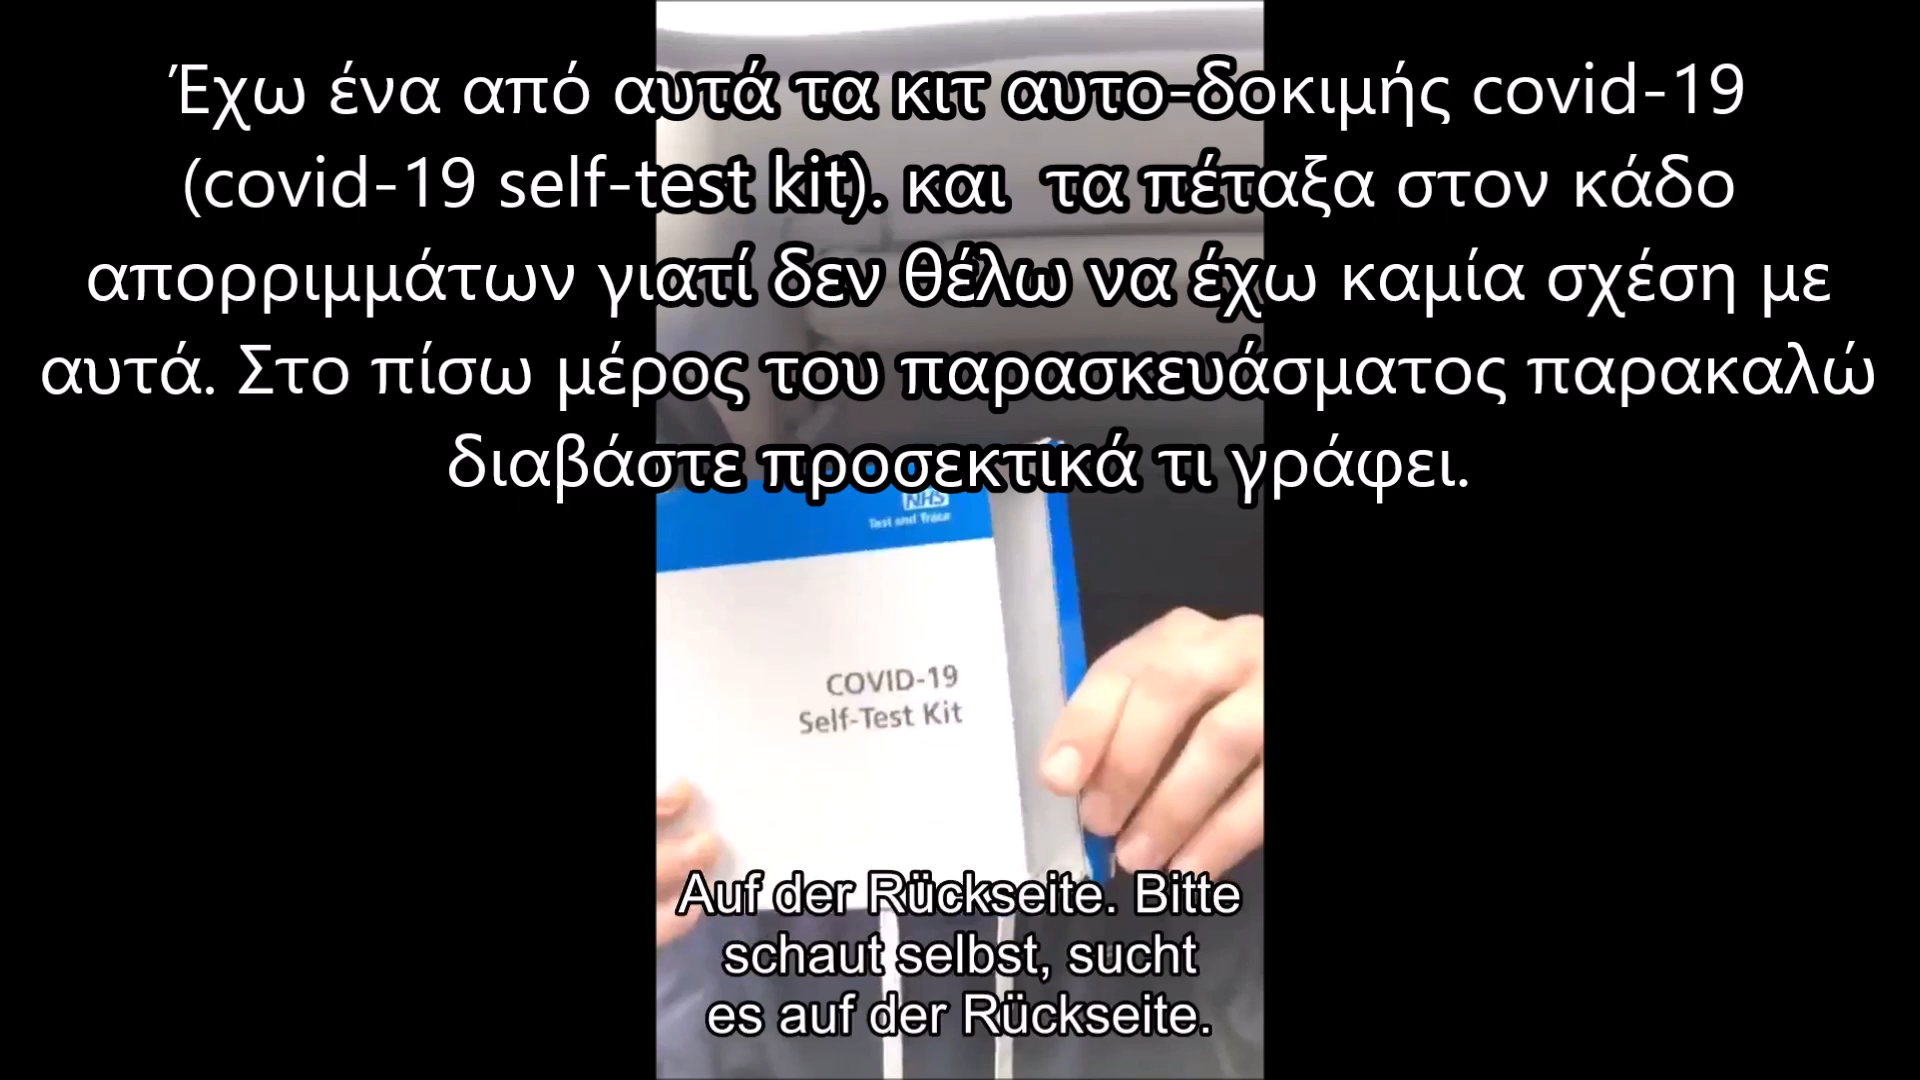 Έχω ένα από αυτά τα κιτ αυτο-δοκιμής covid-19
(covid-19 self-test kit). και  τα πέταξα στον κάδο
απορριμμάτων γιατί δεν θέλω να έχω καμία σχέση με
αυτά. Στο πίσω μέρος του παρασκευάσματος παρακαλώ
διαβάστε προσεκτικά τι γράφει.
NHS
Test and Trace
COVID-19
Self-Test Kit
Auf der Rückseite. Bitte
schaut selbst, sucht
es auf der Rückseite.